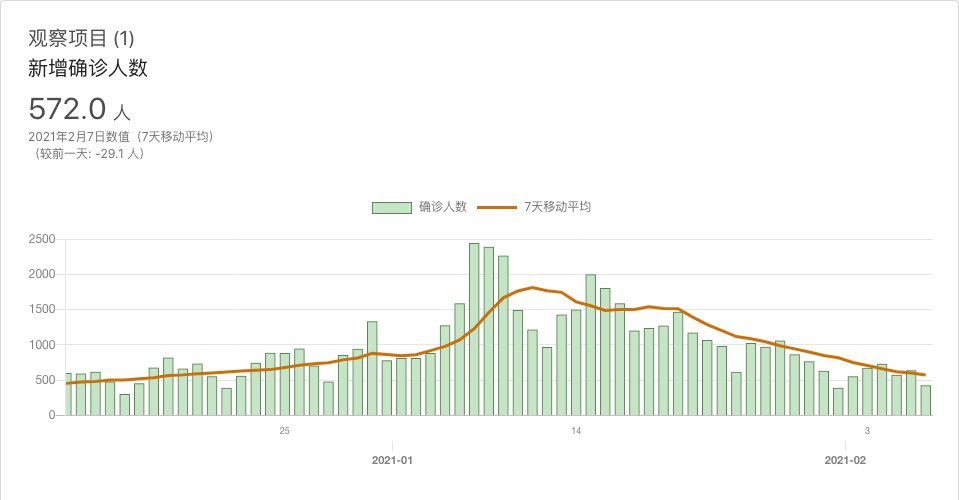 观察项目 (1)
新增确诊人数
572.0 人
2021年2月7日数值（7天移动平均）
（较前一天: -29.1 人）
确诊人数 7天移动平均
2500
2000
1500
1000
500
0
25 14 3
2021-01 2021-02